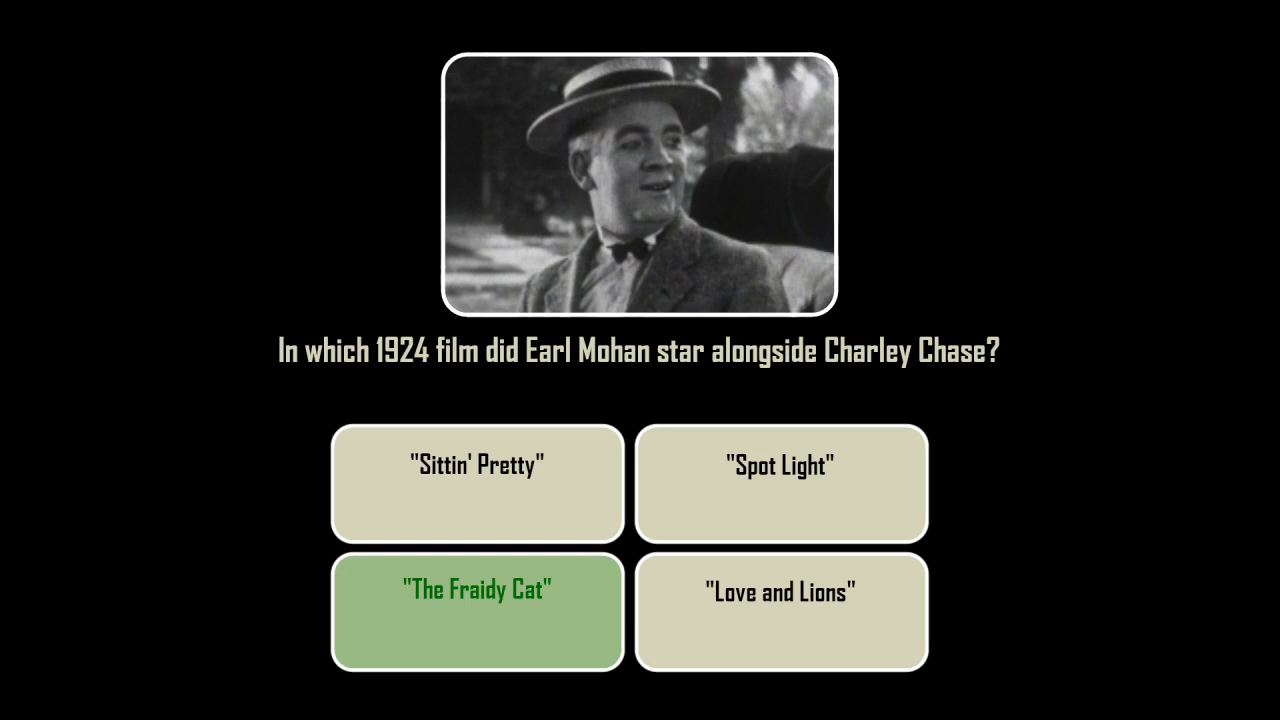 In which 1924 film did Earl Mohan star alongside Charley Chase?
"Sittin' Pretty"
"Spot Light"
"The Fraidy Cat"
"Love and Lions"